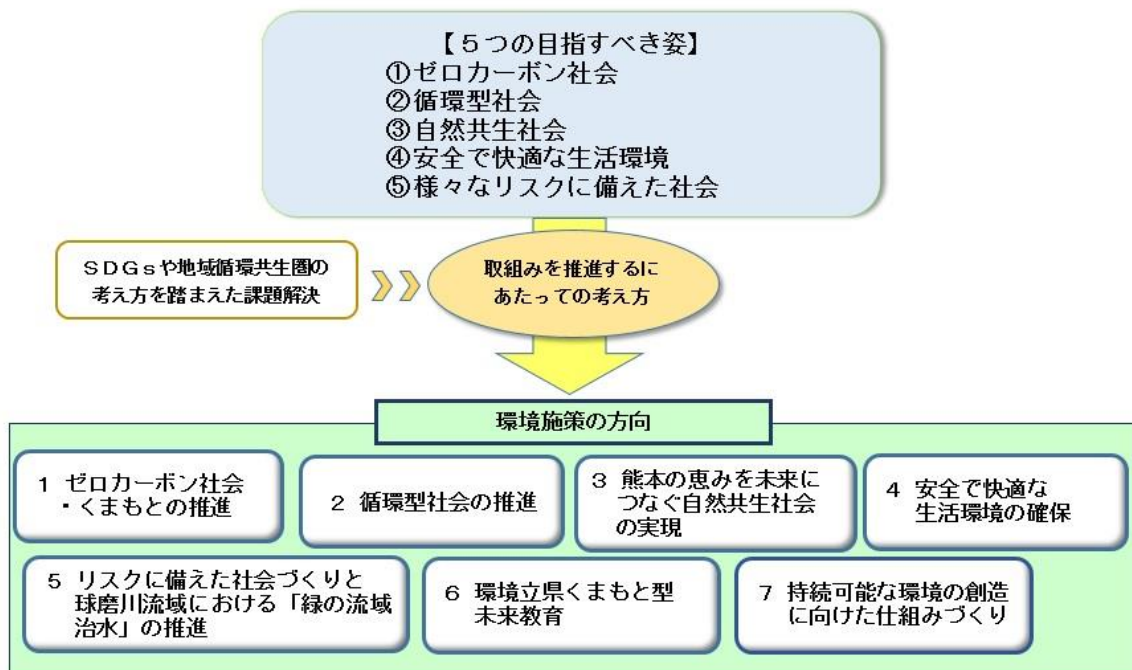 【５つの目指すべき姿】
①ゼロカーボン社会
②循環型社会
③自然共生社会
④安全で快適な生活環境
⑤様々なリスクに備えた社会
ＳＤＧｓや地域循環共生圏の
考え方を踏まえた課題解決
取組みを推進するに
あたっての考え方
環境施策の方向
１ ゼロカーボン社会
・くまもとの推進
２ 循環型社会の推進
３ 熊本の恵みを未来に
つなぐ自然共生社会
の実現
４ 安全で快適な
生活環境の確保
５ リスクに備えた社会づくりと
球磨川流域における「緑の流域
治水」の推進
６ 環境立県くまもと型
未来教育
７ 持続可能な環境の創造
に向けた仕組みづくり